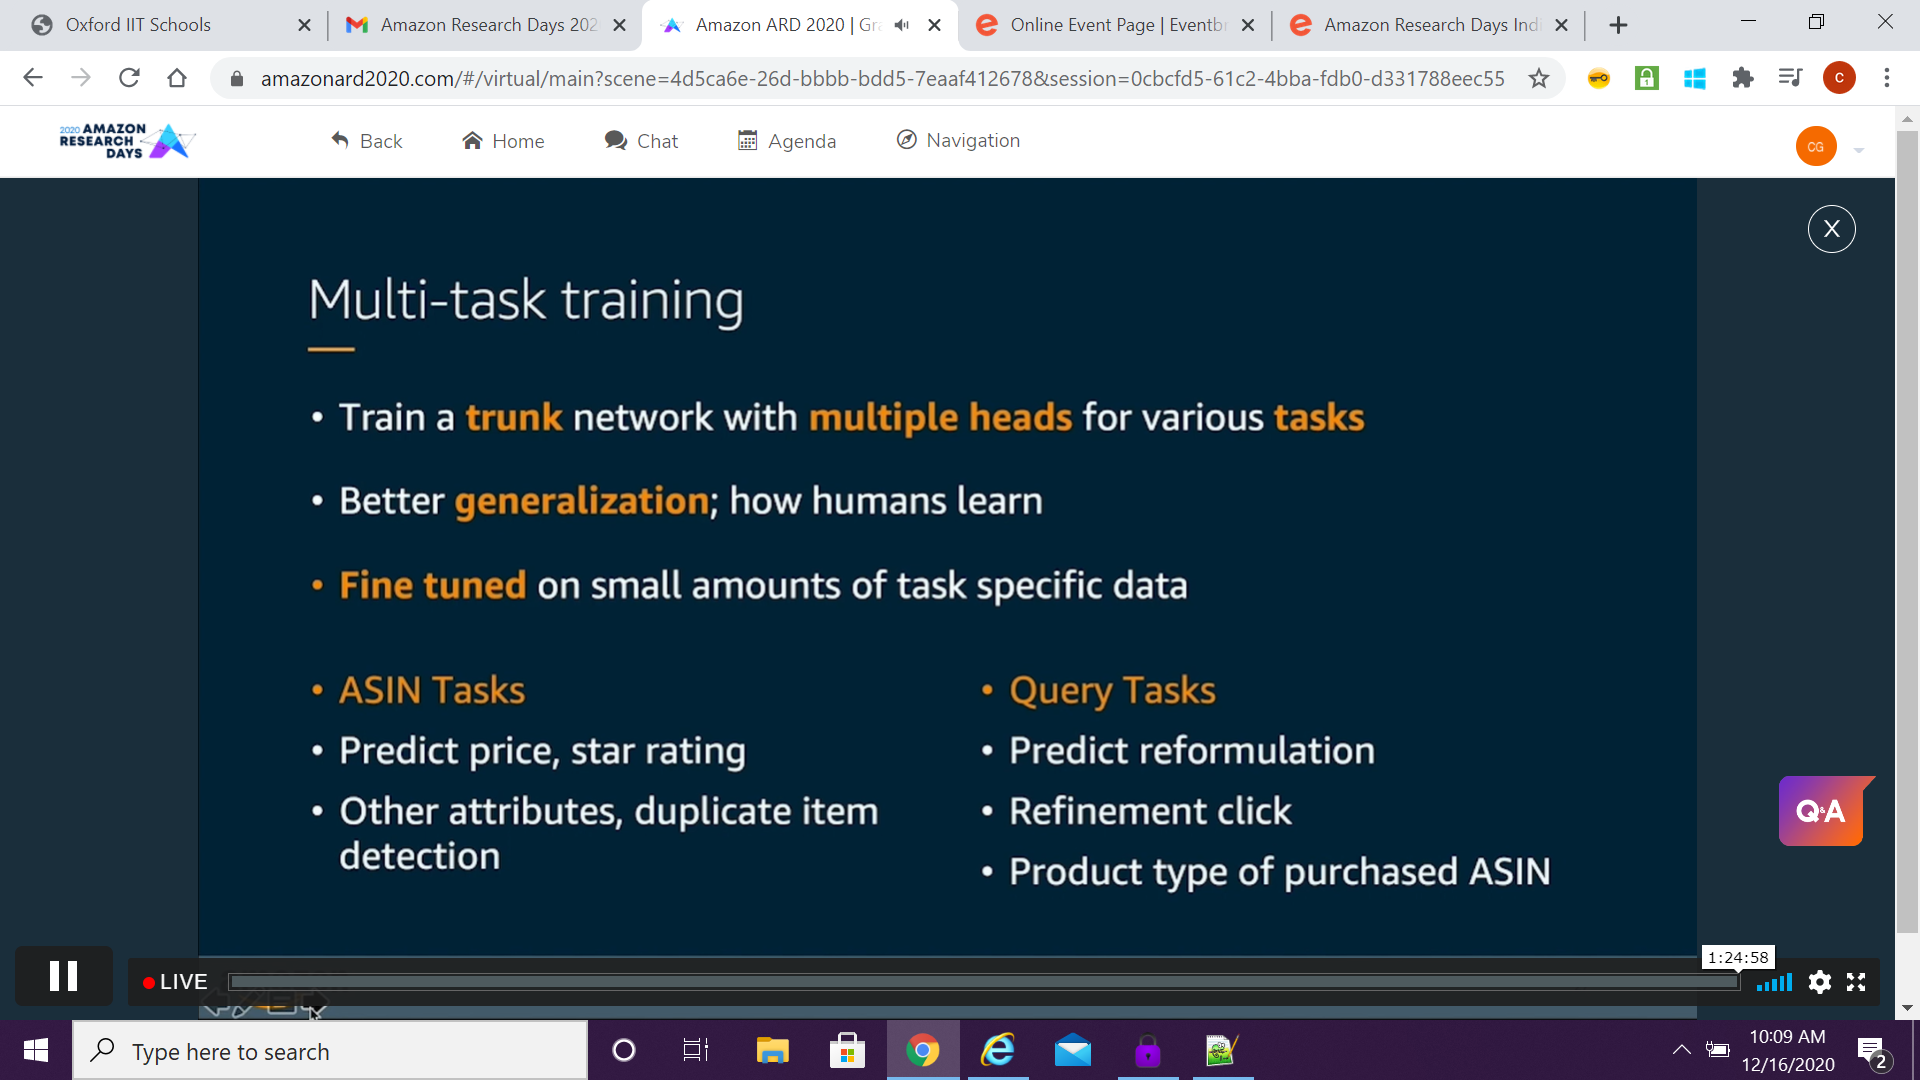 Oxford IIT Schools
Amazon Research Days 202
Amazon ARD 2020 | Gra
Online Event Page | Eventbr
Amazon Research Days Indi
amazonard2020.com/#/virtual/main?scene=4d5ca6e-26d-bbbb-bdd5-7eaaf412678&session=0cbcfd5-61c2-4bba-fdb0-d331788eec55
C
2020 AMAZON
RESEARCH
DAYS
Back
Home
Chat
Agenda
Navigation
CG
X
Multi-task training
• Train a trunk network with multiple heads for various tasks
• Better generalization; how humans learn
• Fine tuned on small amounts of task specific data
• ASIN Tasks
• Predict price, star rating
• Other attributes, duplicate item
detection
• Query Tasks
• Predict reformulation
• Refinement click
• Product type of purchased ASIN
Q&A
1:24:58
LIVE
Type here to search
10:09 AM
12/16/2020
2